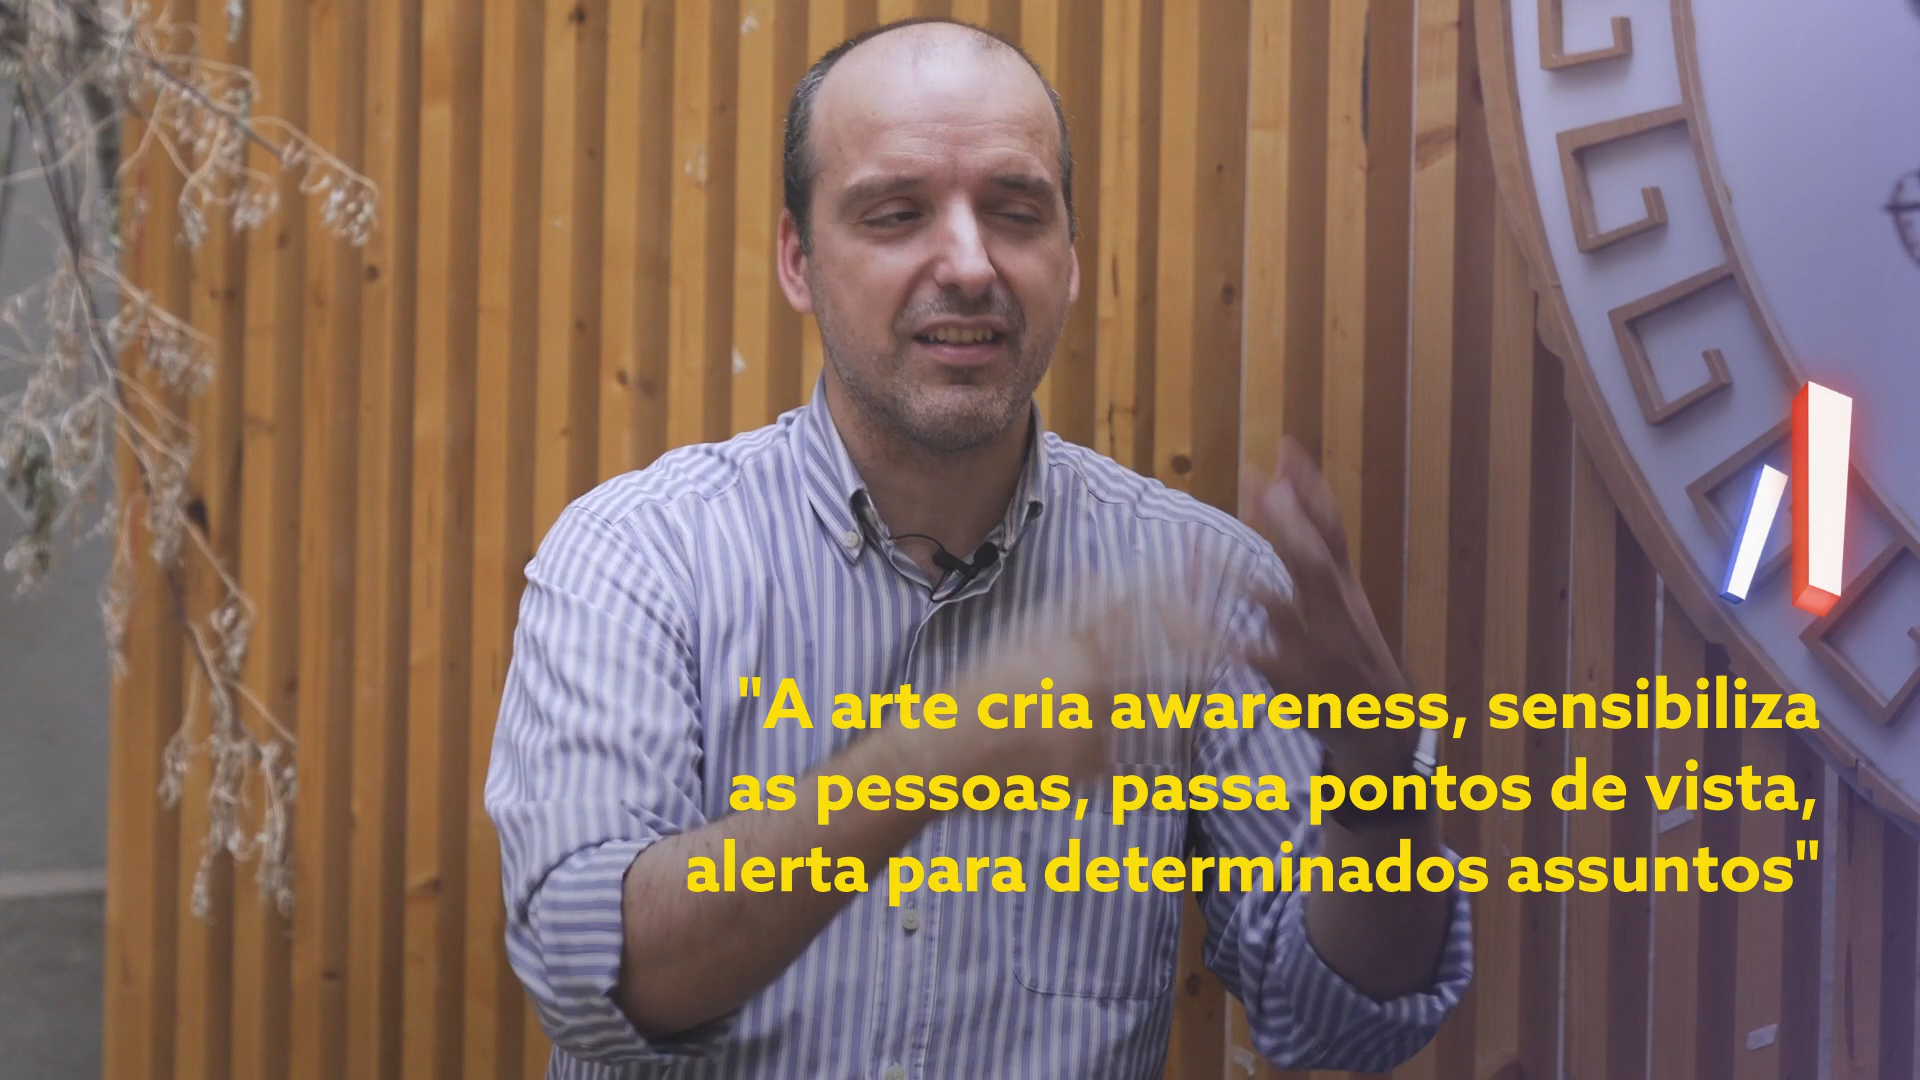 "A arte cria awareness, sensibiliza
as pessoas, passa pontos de vista,
alerta para determinados assuntos"